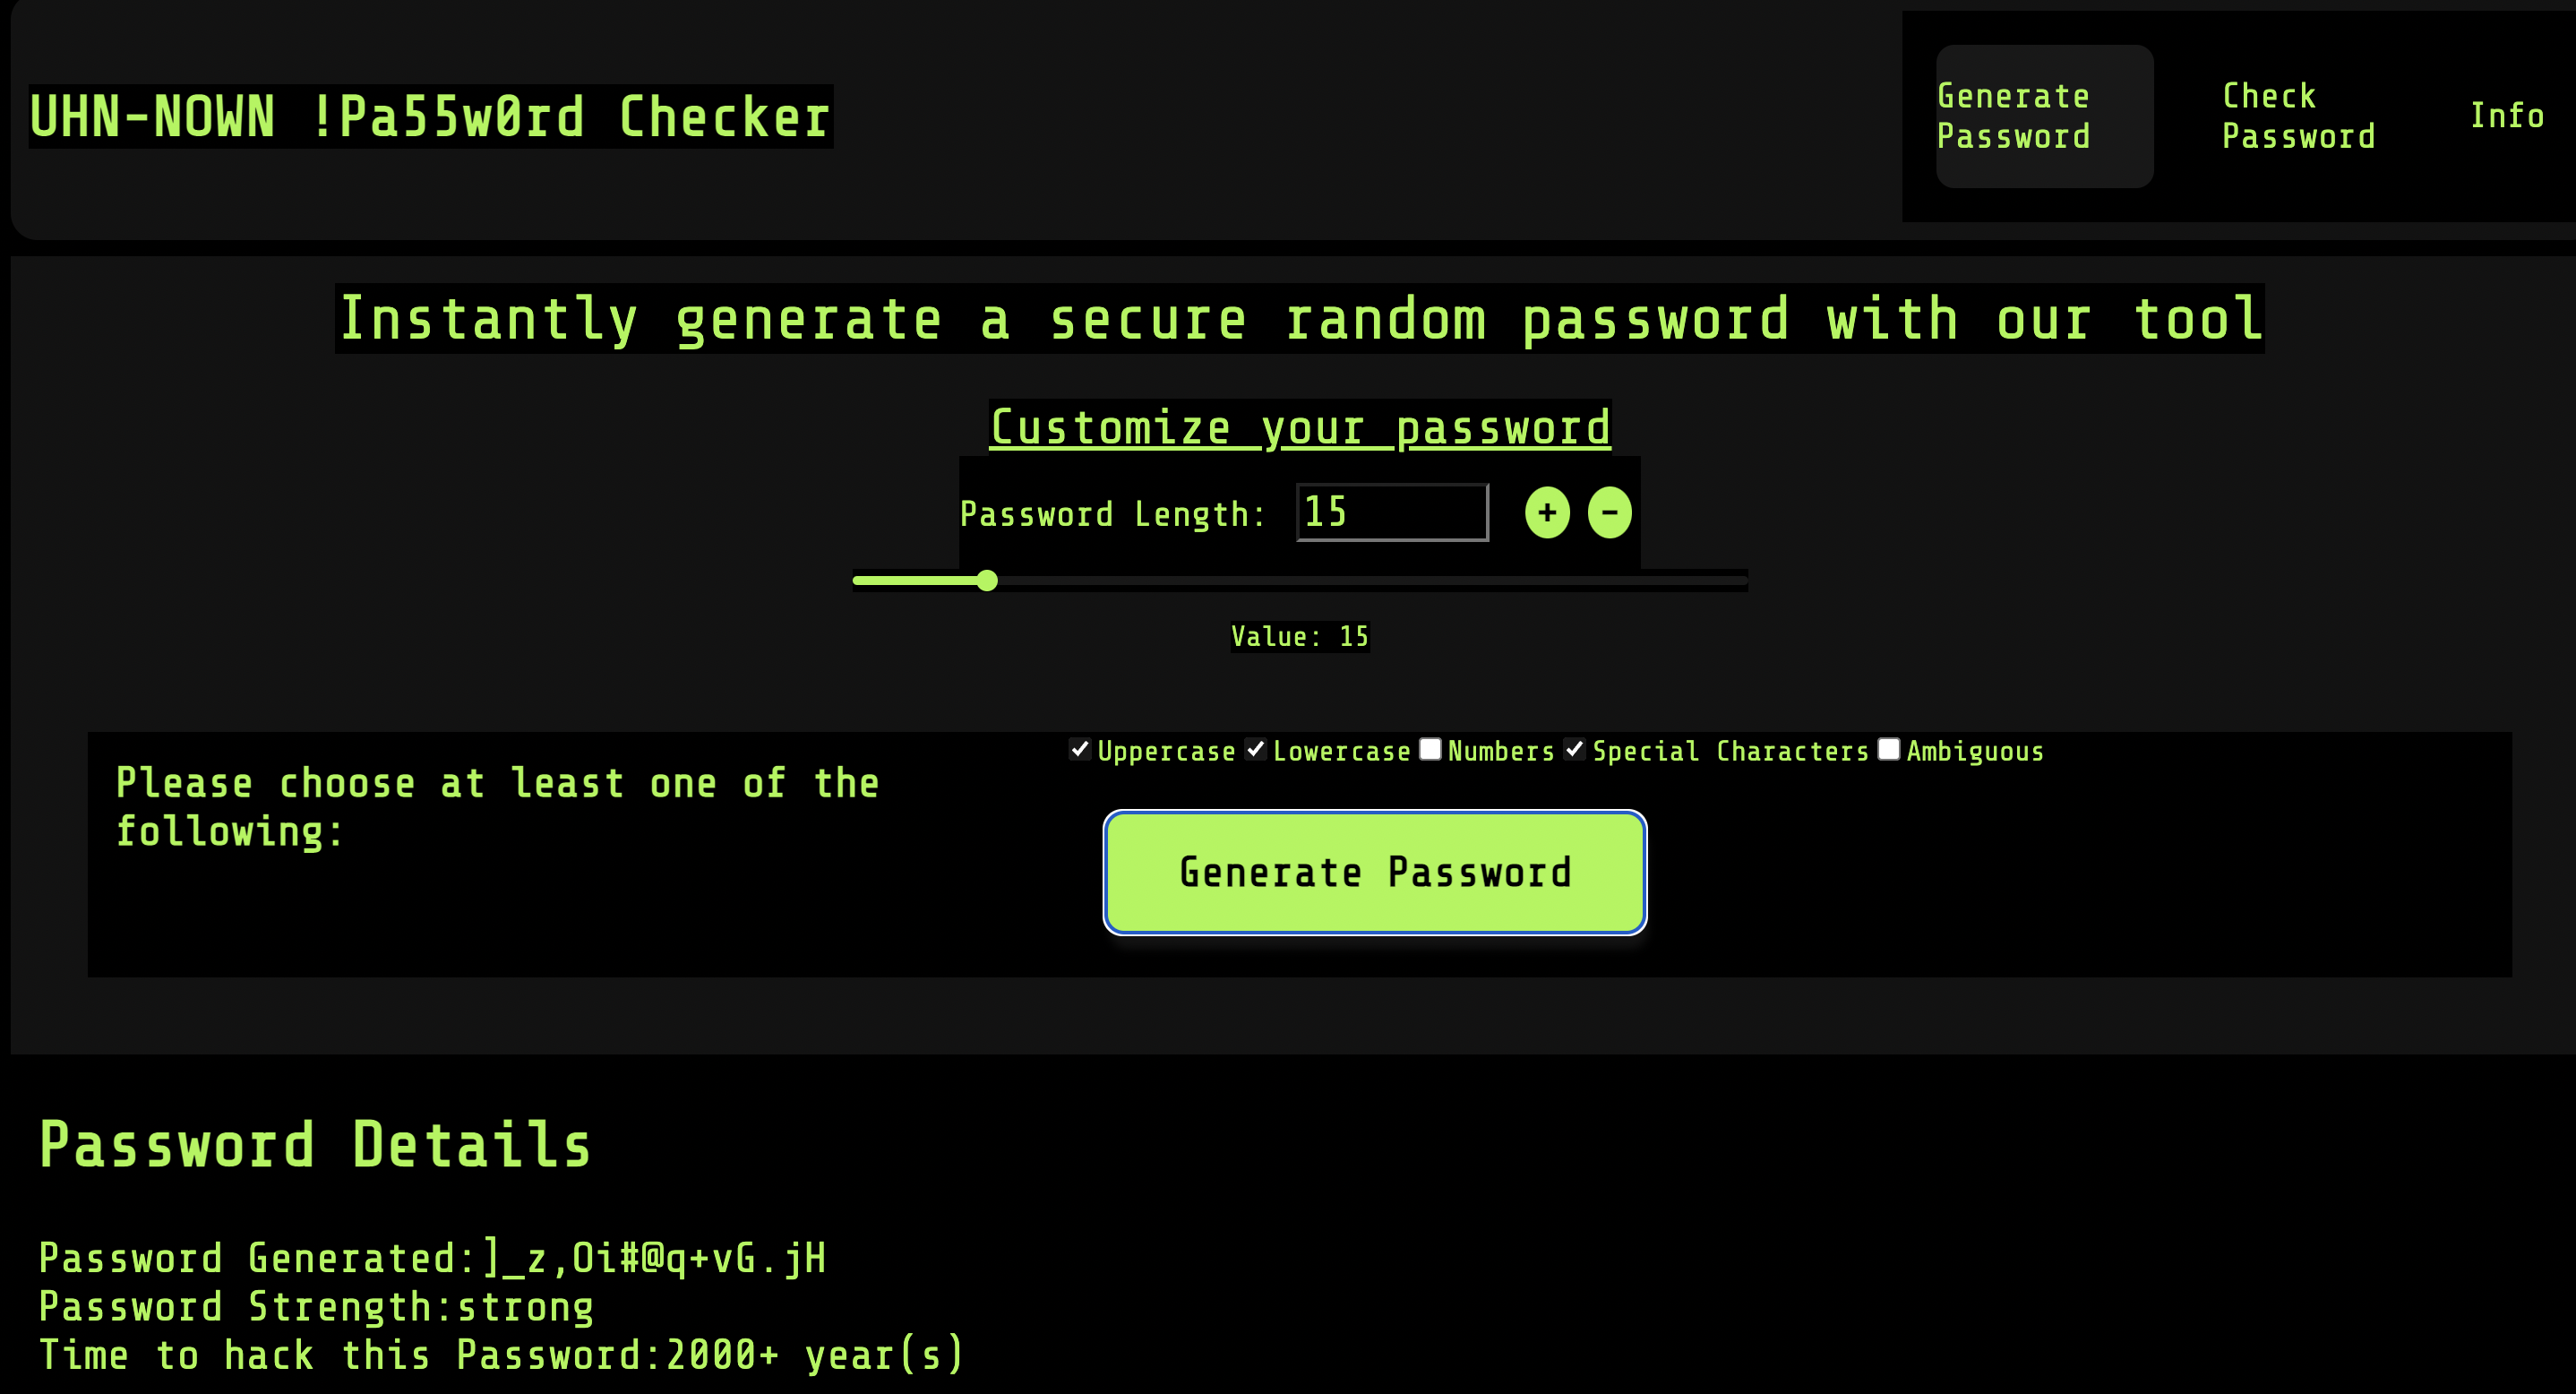 UHN-NOWN !Pa55w0rd Checker
Generate
Password
Check
Password
Info
Instantly generate a secure random password with our tool
Customize your password
Password Length: 15 + -
Value: 15
Please choose at least one of the
following:
Uppercase Lowercase Numbers Special Characters Ambiguous
Generate Password
Password Details
Password Generated:]_z,Oi#@q+vG.jH
Password Strength:strong
Time to hack this Password:2000+ year(s)